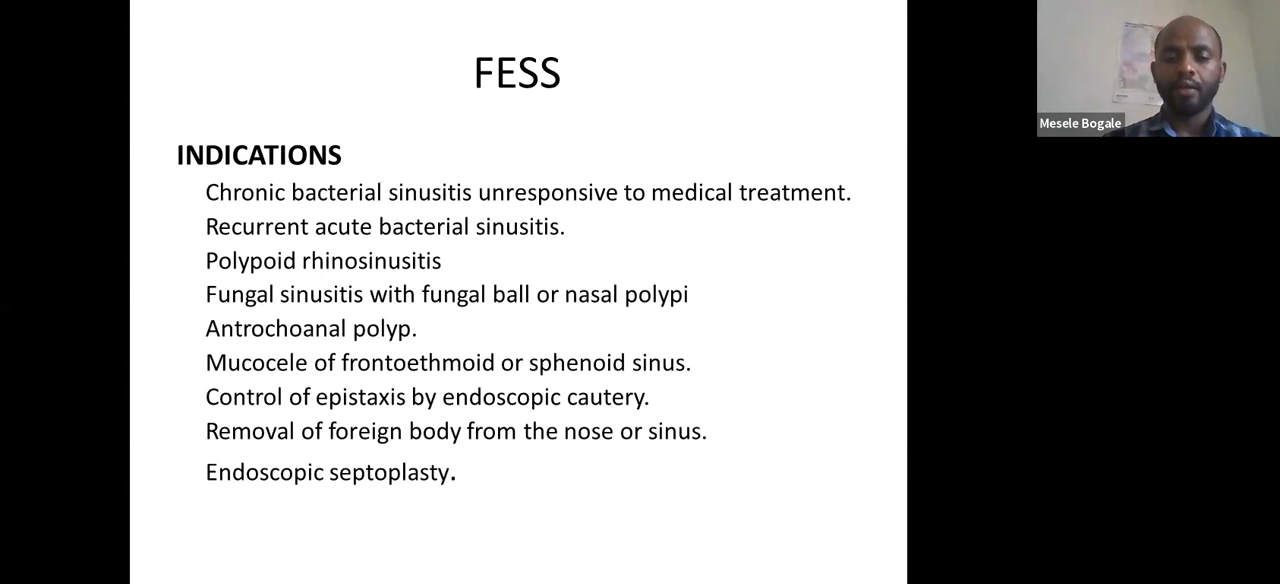 FESS
INDICATIONS
Chronic bacterial sinusitis unresponsive to medical treatment.
Recurrent acute bacterial sinusitis.
Polypoid rhinosinusitis
Fungal sinusitis with fungal ball or nasal polypi
Antrochoanal polyp.
Mucocele of frontoethmoid or sphenoid sinus.
Control of epistaxis by endoscopic cautery.
Removal of foreign body from the nose or sinus.
Endoscopic septoplasty.
Mesele Bogale